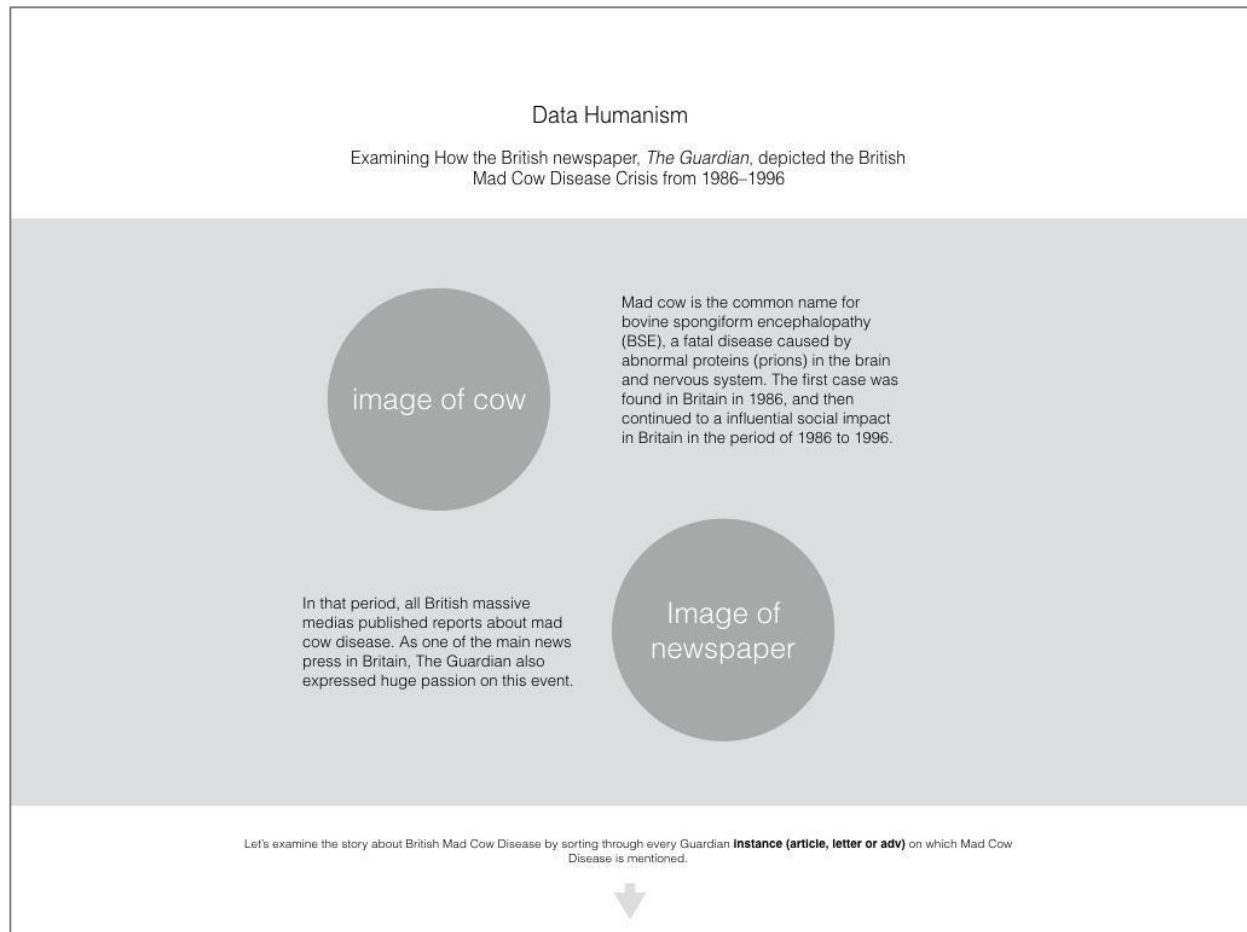 Data Humanism
Examining How the British newspaper, The Guardian, depicted the British
Mad Cow Disease Crisis from 1986–1996
image of cow
Mad cow is the common name for
bovine spongiform encephalopathy
(BSE), a fatal disease caused by
abnormal proteins (prions) in the brain
and nervous system. The first case was
found in Britain in 1986, and then
continued to a influential social impact
in Britain in the period of 1986 to 1996.
In that period, all British massive
medias published reports about mad
cow disease. As one of the main news
press in Britain, The Guardian also
expressed huge passion on this event.
Image of
newspaper
Let's examine the story about British Mad Cow Disease by sorting through every Guardian instance (article, letter or adv) on which Mad Cow
Disease is mentioned.